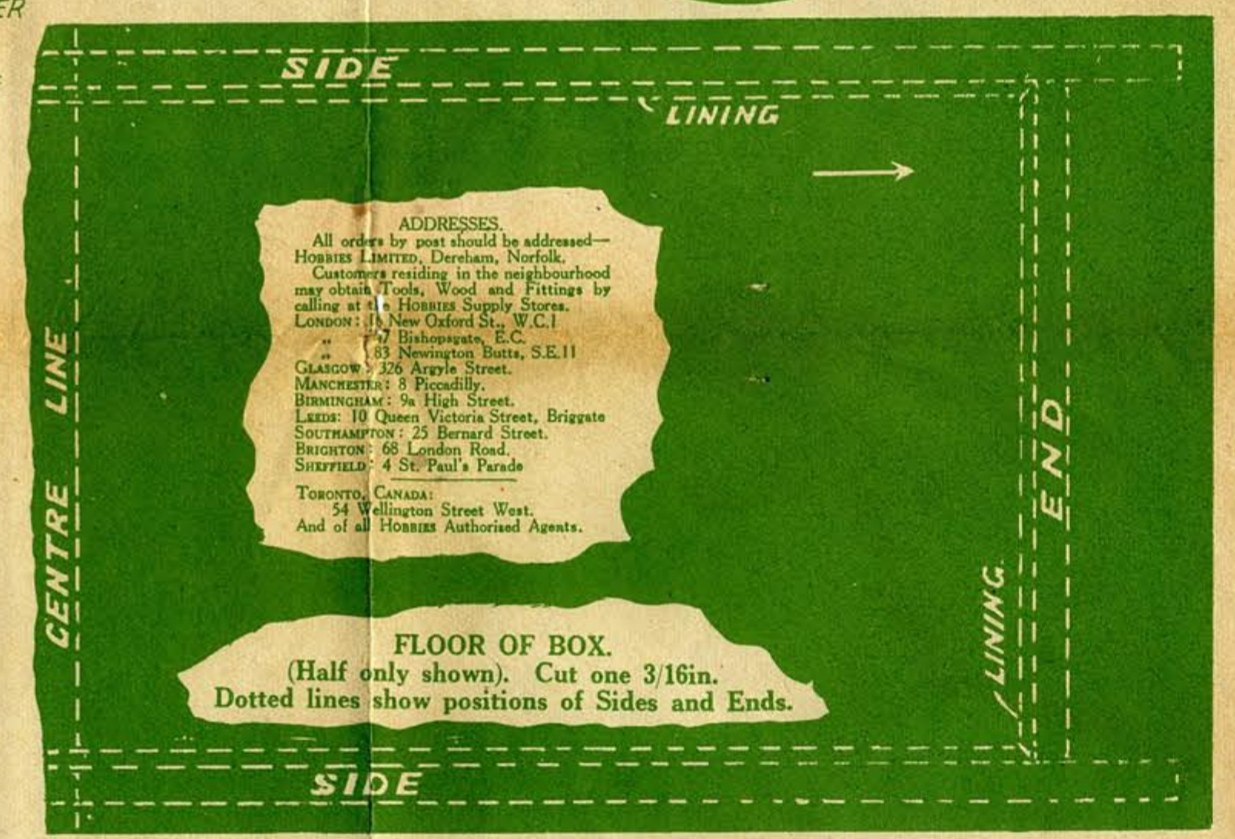 ER
SIDE
LINING
ADDRESSES.
All orders by post should be addressed—
HOBBIES LIMITED, Dereham, Norfolk.
Customers residing in the neighbourhood
may obtain Tools, Wood and Fittings by
calling at the HOBBIES Supply Stores.
LONDON: New Oxford St., W.C.1
„ Bishopsgate, E.C.
„ 83 Newington Butts, S.E.11
GLASGOW: 326 Argyle Street.
MANCHESTER: 8 Piccadilly.
BIRMINGHAM: 9a High Street.
LEEDS: 10 Queen Victoria Street, Briggate
SOUTHAMPTON: 25 Bernard Street.
BRIGHTON: 68 London Road.
SHEFFIELD: 4 St. Paul's Parade
TORONTO, CANADA:
54 Wellington Street West.
And of all HOBBIES Authorised Agents.
CENTRE LINE
END
LINING
FLOOR OF BOX.
(Half only shown). Cut one 3/16in.
Dotted lines show positions of Sides and Ends.
SIDE